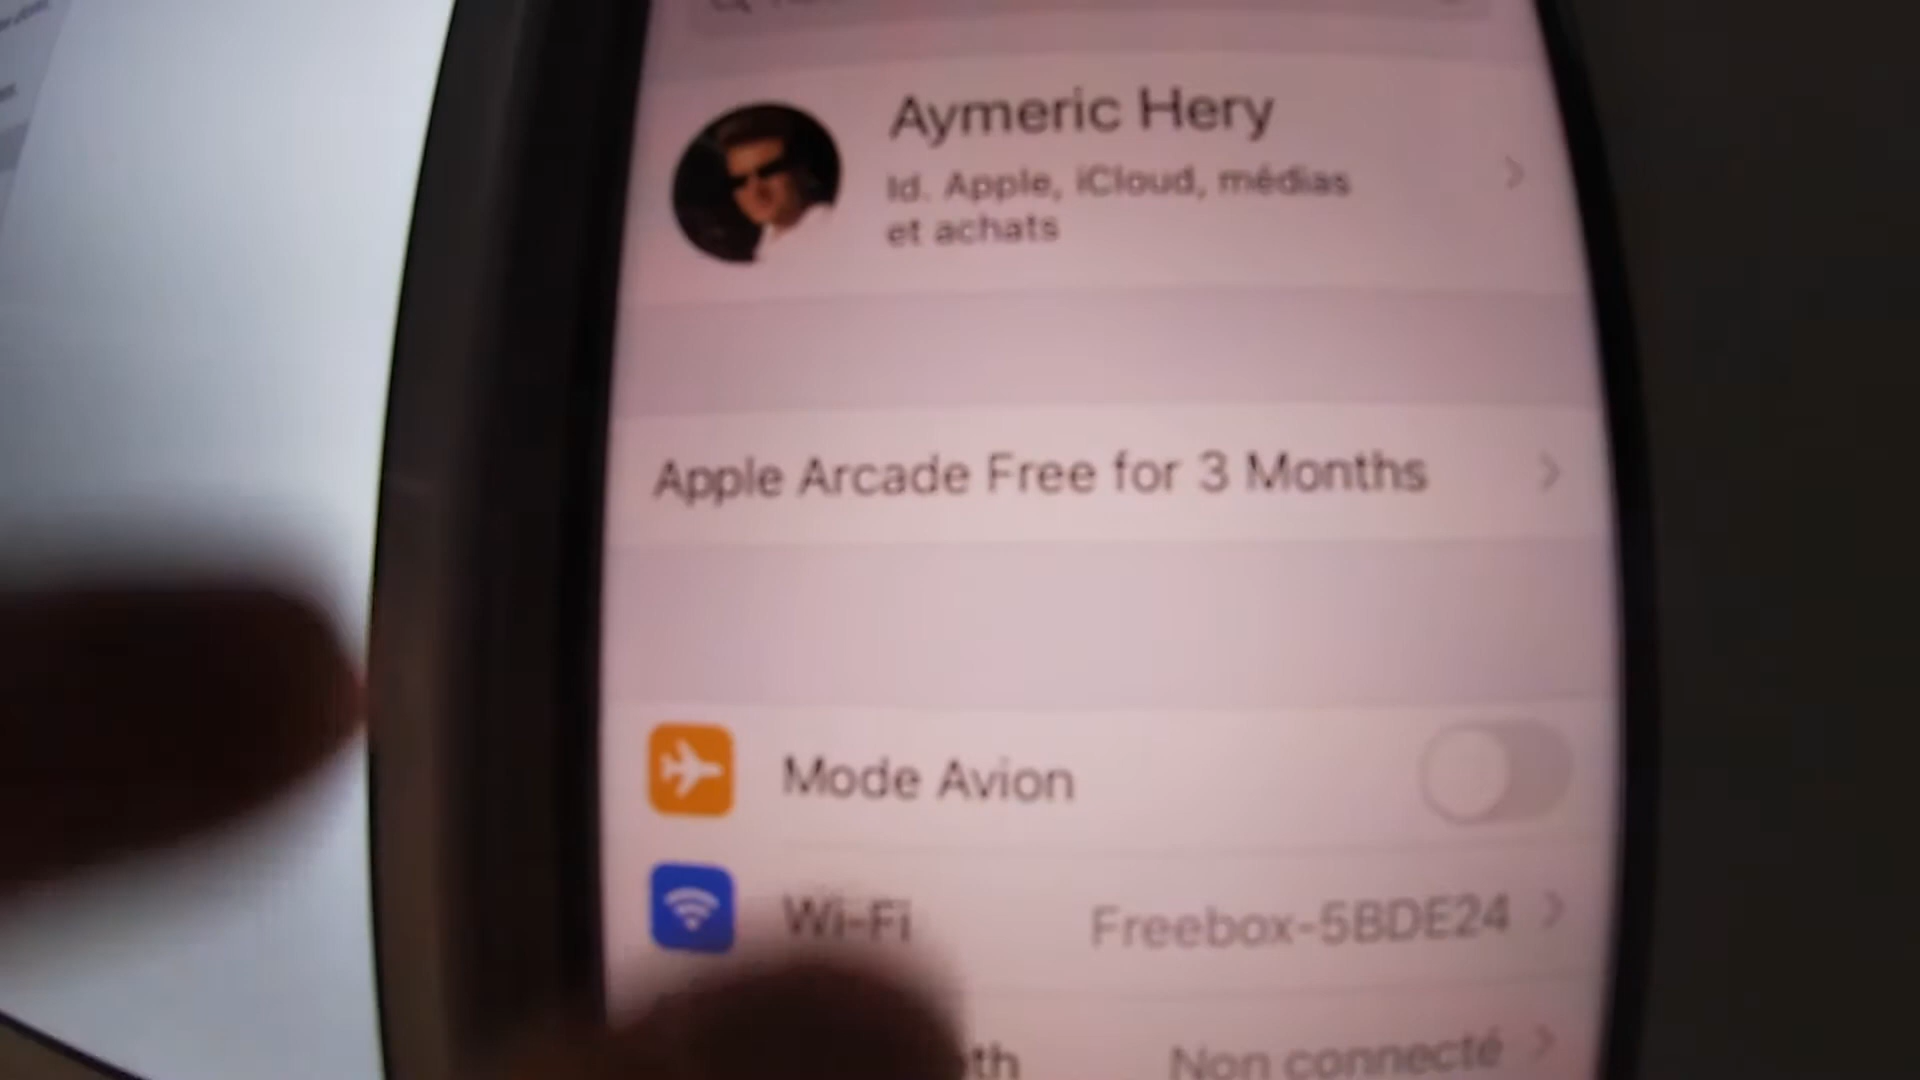 Aymeric Hery
Id. Apple, iCloud, médias
et achats
Apple Arcade Free for 3 Months
Mode Avion
Wi-Fi
Freebox-5BDE24
Non connecté